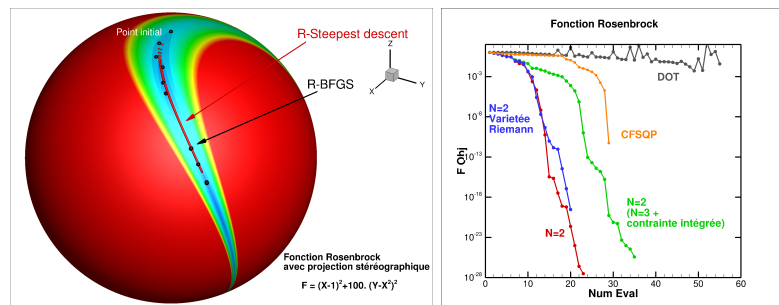 Point initial
R-Steepest descent
R-BFGS
Z
Y
X
Fonction Rosenbrock
avec projection stéréographique
F = (X-1)²+100. (Y-X²)²
Fonction Rosenbrock
F Obj
10⁻³
10⁻⁸
10⁻¹³
10⁻¹⁸
10⁻²³
10⁻²⁸
DOT
CFSQP
N=2
Varietée
Riemann
N=2
(N=3 +
contrainte intégrée)
N=2
0 10 20 30 40 50 60
Num Eval